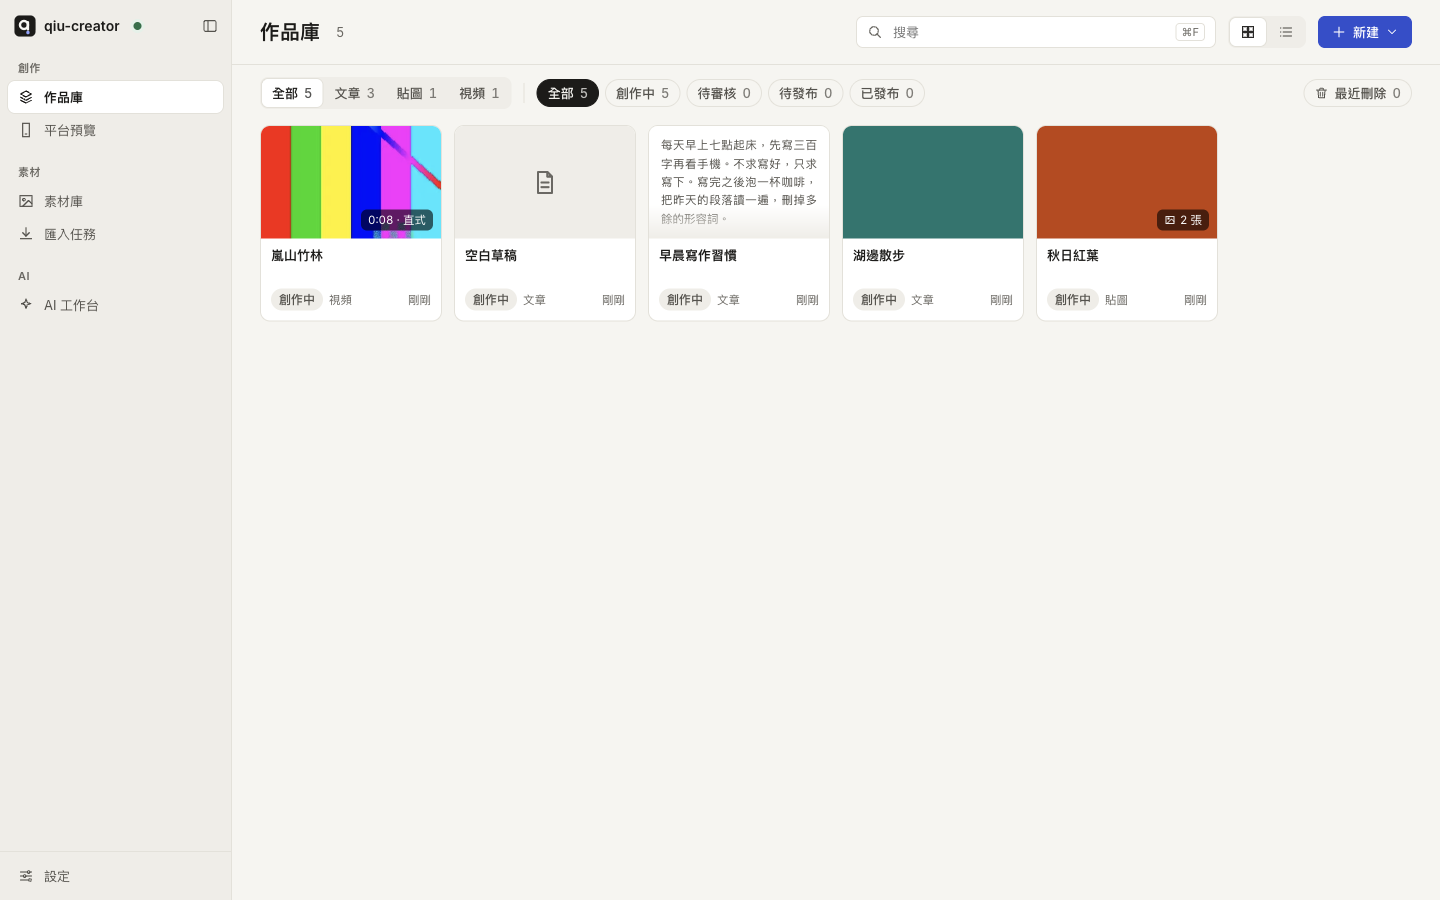 qiu-creator
創作
作品庫
平台預覽
素材
素材庫
匯入任務
AI
AI 工作台
設定
作品庫 5
搜尋 ⌘F
新建
全部 5 文章 3 貼圖 1 視頻 1
全部 5 創作中 5 待審核 0 待發布 0 已發布 0
最近刪除 0
0:08 · 直式
嵐山竹林
創作中 視頻 剛剛
空白草稿
創作中 文章 剛剛
每天早上七點起床，先寫三百
字再看手機。不求寫好，只求
寫下。寫完之後泡一杯咖啡，
把昨天的段落讀一遍，刪掉多
餘的形容詞。
早晨寫作習慣
創作中 文章 剛剛
湖邊散步
創作中 文章 剛剛
2 張
秋日紅葉
創作中 貼圖 剛剛